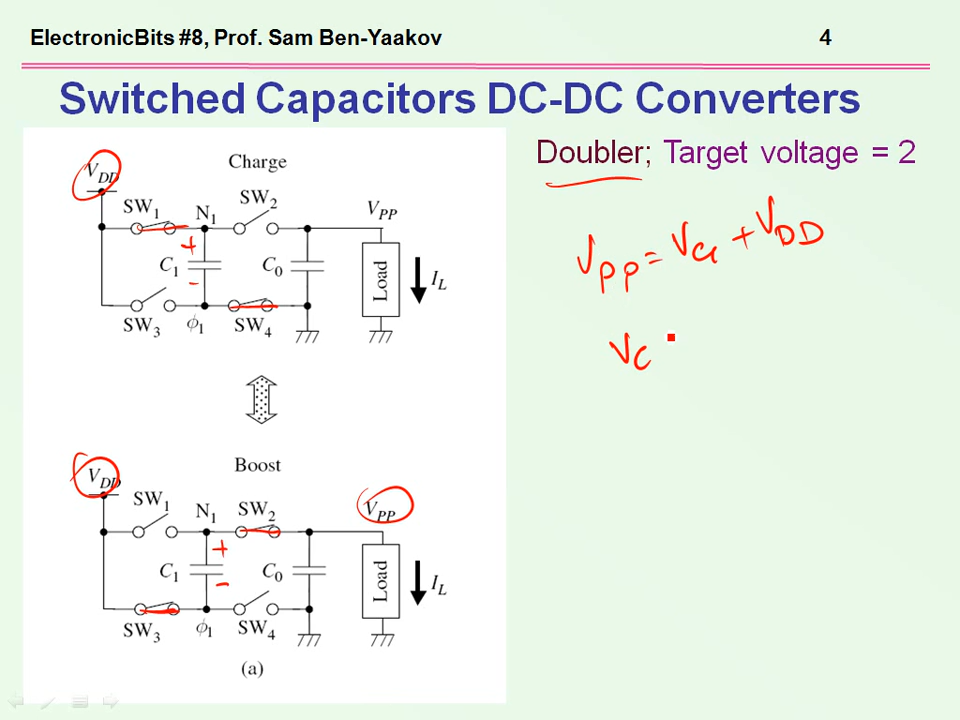 ElectronicBits #8, Prof. Sam Ben-Yaakov 4
Switched Capacitors DC-DC Converters
Doubler; Target voltage = 2
Charge
V_DD
SW₁ N₁ SW₂ V_PP
+
C₁ C₀ Load I_L
-
SW₃ ϕ₁ SW₄
V_PP = V_C1 + V_DD
V_C
Boost
V_DD
SW₁ N₁ SW₂ V_PP
+
C₁ C₀ Load I_L
-
SW₃ ϕ₁ SW₄
(a)